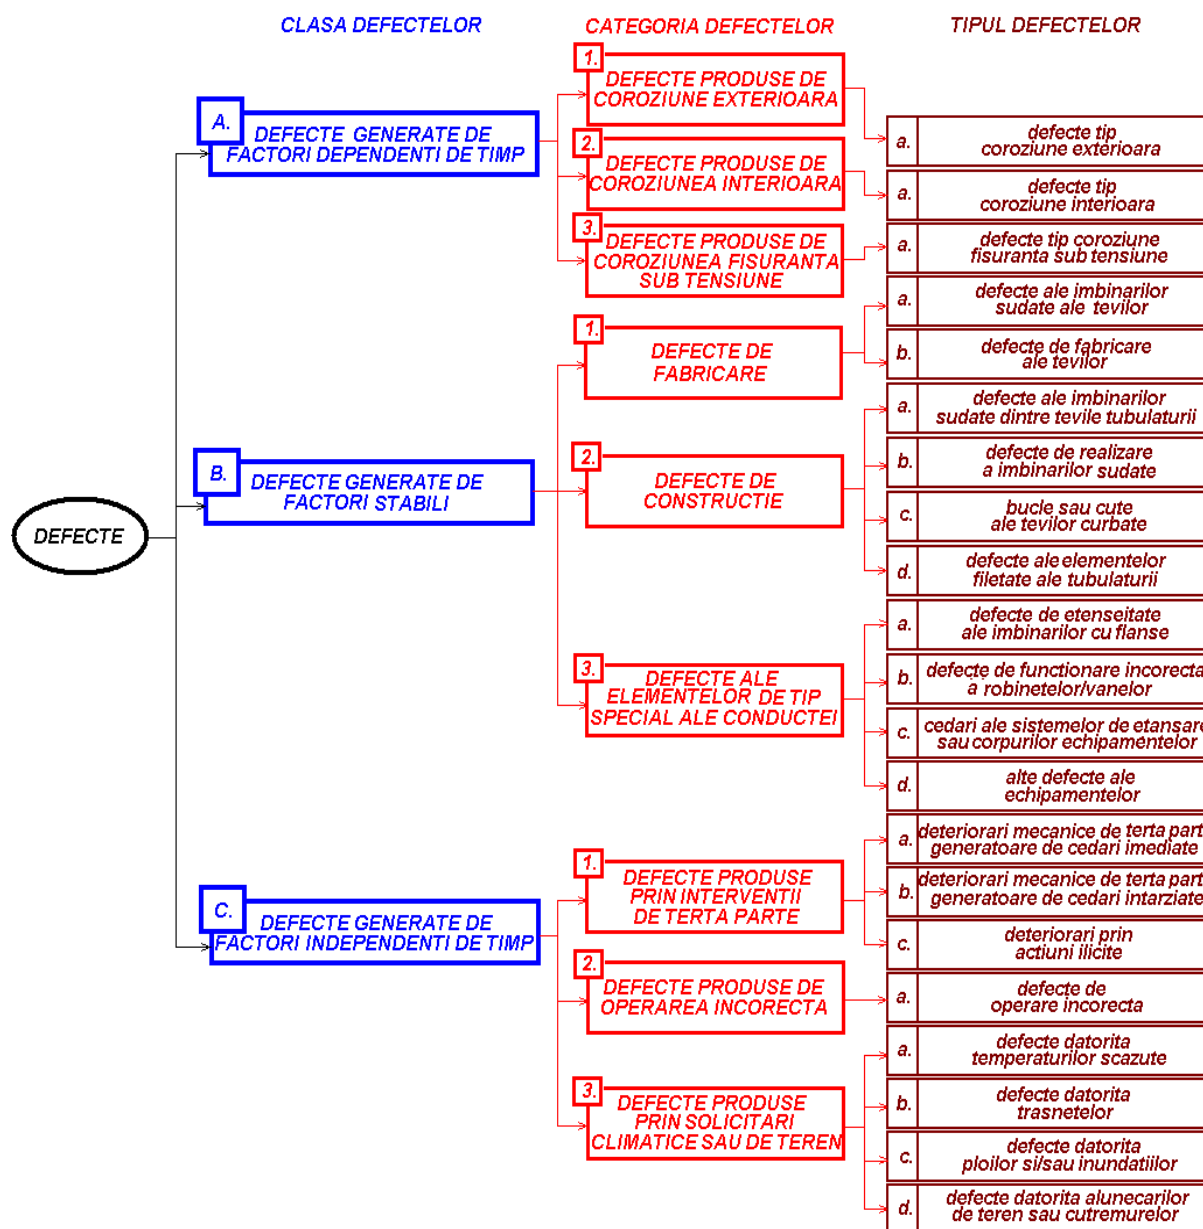 CLASA DEFECTELOR
CATEGORIA DEFECTELOR
TIPUL DEFECTELOR
DEFECTE
A.
DEFECTE GENERATE DE
FACTORI DEPENDENTI DE TIMP
1.
DEFECTE PRODUSE DE
COROZIUNE EXTERIOARA
a.
defecte tip
coroziune exterioara
2.
DEFECTE PRODUSE DE
COROZIUNEA INTERIOARA
a.
defecte tip
coroziune interioara
3.
DEFECTE PRODUSE DE
COROZIUNEA FISURANTA
SUB TENSIUNE
a.
defecte tip coroziune
fisuranta sub tensiune
B.
DEFECTE GENERATE DE
FACTORI STABILI
1.
DEFECTE DE
FABRICARE
a.
defecte ale imbinarilor
sudate ale tevilor
b.
defecte de fabricare
ale tevilor
2.
DEFECTE DE
CONSTRUCTIE
a.
defecte ale imbinarilor
sudate dintre tevile tubulaturii
b.
defecte de realizare
a imbinarilor sudate
c.
bucle sau cute
ale tevilor curbate
d.
defecte ale elementelor
filetate ale tubulaturii
3.
DEFECTE ALE
ELEMENTELOR DE TIP
SPECIAL ALE CONDUCTEI
a.
defecte de etenseitate
ale imbinarilor cu flanse
b.
defecțe de functionare incorecta
a robinetelor/vanelor
c.
cedari ale sistemelor de etansare
sau corpurilor echipamentelor
d.
alte defecte ale
echipamentelor
C.
DEFECTE GENERATE DE
FACTORI INDEPENDENTI DE TIMP
1.
DEFECTE PRODUSE
PRIN INTERVENTII
DE TERTA PARTE
a.
deteriorari mecanice de terta part
generatoare de cedari imediate
b.
deteriorari mecanice de terta part
generatoare de cedari intarziate
c.
deteriorari prin
actiuni ilicite
2.
DEFECTE PRODUSE DE
OPERAREA INCORECTA
a.
defecte de
operare incorecta
3.
DEFECTE PRODUSE
PRIN SOLICITARI
CLIMATICE SAU DE TEREN
a.
defecte datorita
temperaturilor scazute
b.
defecte datorita
trasnetelor
c.
defecte datorita
ploilor si/sau inundatiilor
d.
defecte datorita alunecarilor
de teren sau cutremurelor